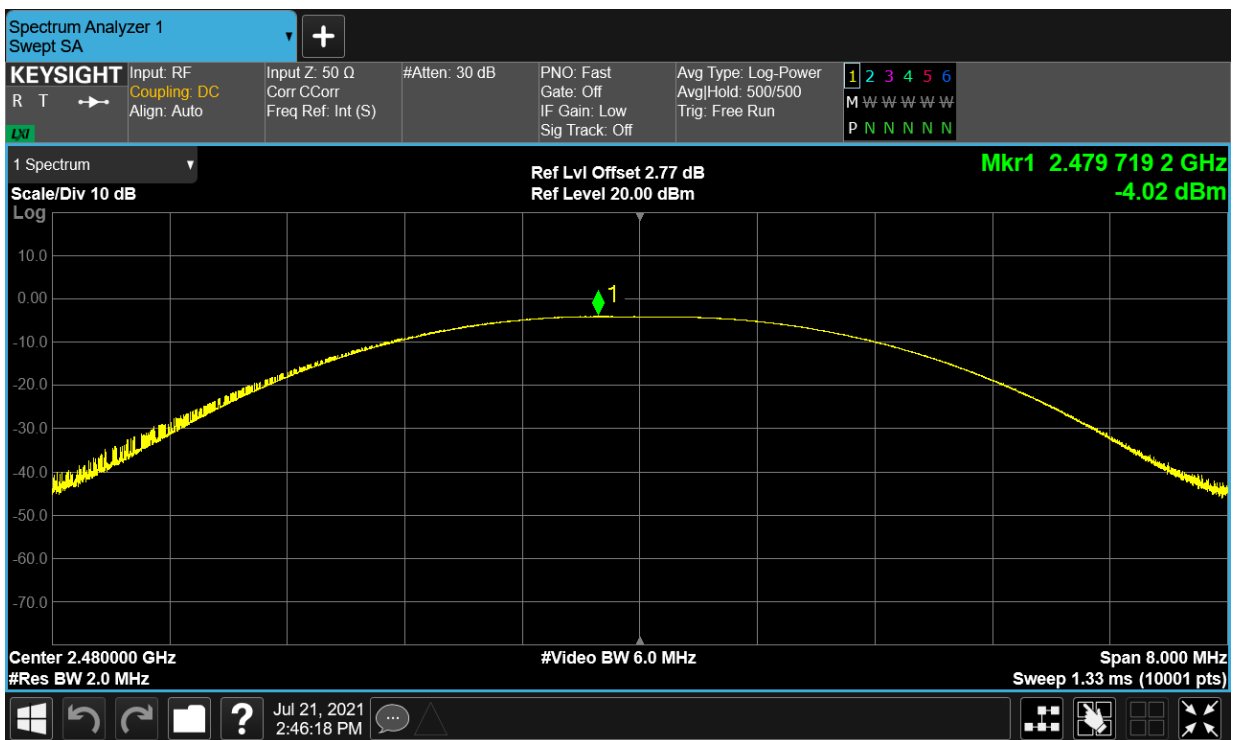 Spectrum Analyzer 1
Swept SA
KEYSIGHT
R T
LXI
Input: RF
Coupling: DC
Align: Auto
Input Z: 50 Ω
Corr CCorr
Freq Ref: Int (S)
#Atten: 30 dB
PNO: Fast
Gate: Off
IF Gain: Low
Sig Track: Off
Avg Type: Log-Power
Avg|Hold: 500/500
Trig: Free Run
1 2 3 4 5 6
M W W W W W
P N N N N N
1 Spectrum
Scale/Div 10 dB
Log
Ref Lvl Offset 2.77 dB
Ref Level 20.00 dBm
Mkr1 2.479 719 2 GHz
-4.02 dBm
10.0
0.00
-10.0
-20.0
-30.0
-40.0
-50.0
-60.0
-70.0
1
Center 2.480000 GHz
#Res BW 2.0 MHz
#Video BW 6.0 MHz
Span 8.000 MHz
Sweep 1.33 ms (10001 pts)
?
Jul 21, 2021
2:46:18 PM